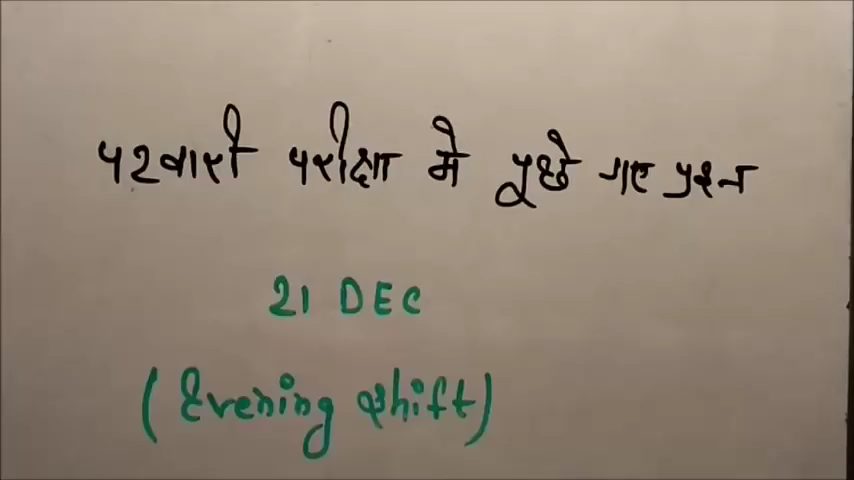 पटवारी परीक्षा मे पूछे गए प्रश्न
21 DEC
(Evening shift)